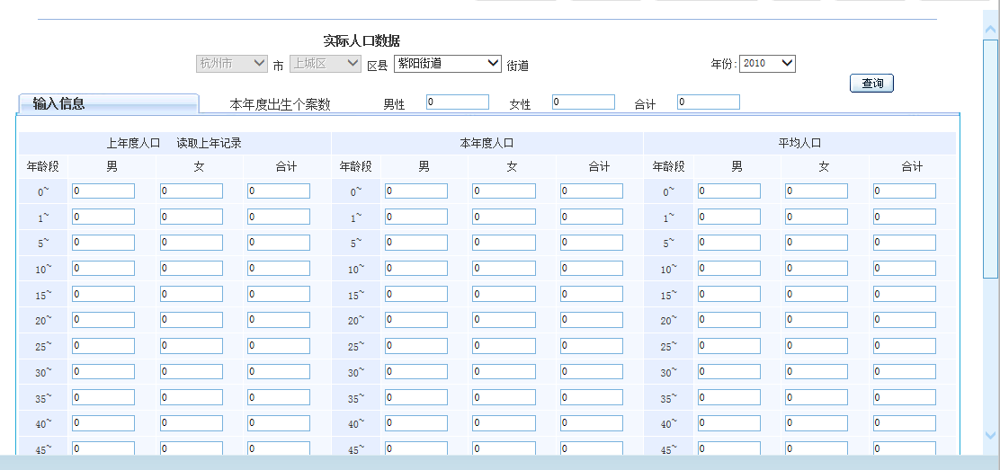 实际人口数据
杭州市 市 上城区 区县 紫阳街道 街道 年份: 2010
查询
输入信息 本年度出生个案数 男性 0 女性 0 合计 0
上年度人口 读取上年记录 本年度人口 平均人口
年龄段 男 女 合计 年龄段 男 女 合计 年龄段 男 女 合计
0~ 0 0 0 0~ 0 0 0 0~ 0 0 0
1~ 0 0 0 1~ 0 0 0 1~ 0 0 0
5~ 0 0 0 5~ 0 0 0 5~ 0 0 0
10~ 0 0 0 10~ 0 0 0 10~ 0 0 0
15~ 0 0 0 15~ 0 0 0 15~ 0 0 0
20~ 0 0 0 20~ 0 0 0 20~ 0 0 0
25~ 0 0 0 25~ 0 0 0 25~ 0 0 0
30~ 0 0 0 30~ 0 0 0 30~ 0 0 0
35~ 0 0 0 35~ 0 0 0 35~ 0 0 0
40~ 0 0 0 40~ 0 0 0 40~ 0 0 0
45~ 0 0 0 45~ 0 0 0 45~ 0 0 0